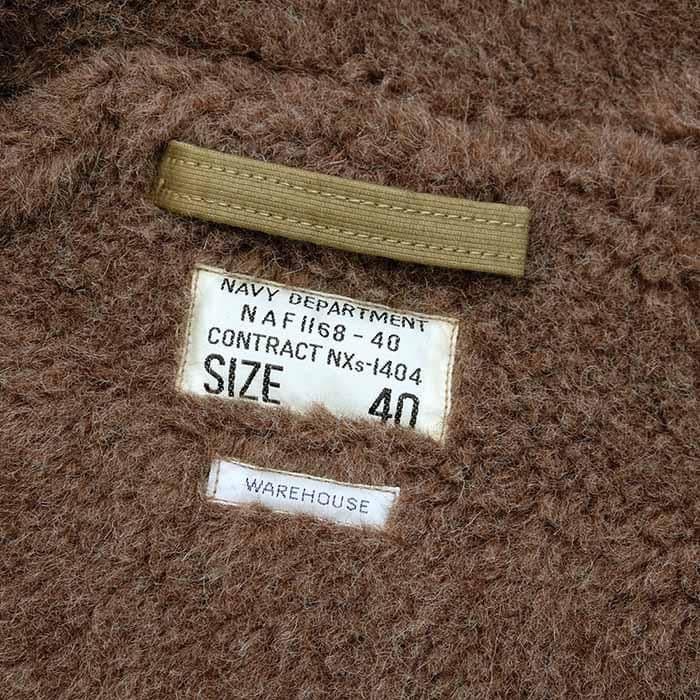 NAVY DEPARTMENT
NAF1168-40
CONTRACT NXs-1404
SIZE 40
WAREHOUSE